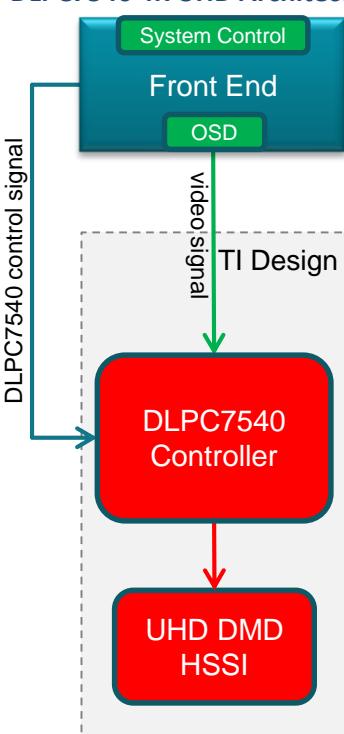 System Control
Front End
OSD
DLPC7540 control signal
video signal
TI Design
DLPC7540
Controller
UHD DMD
HSSI